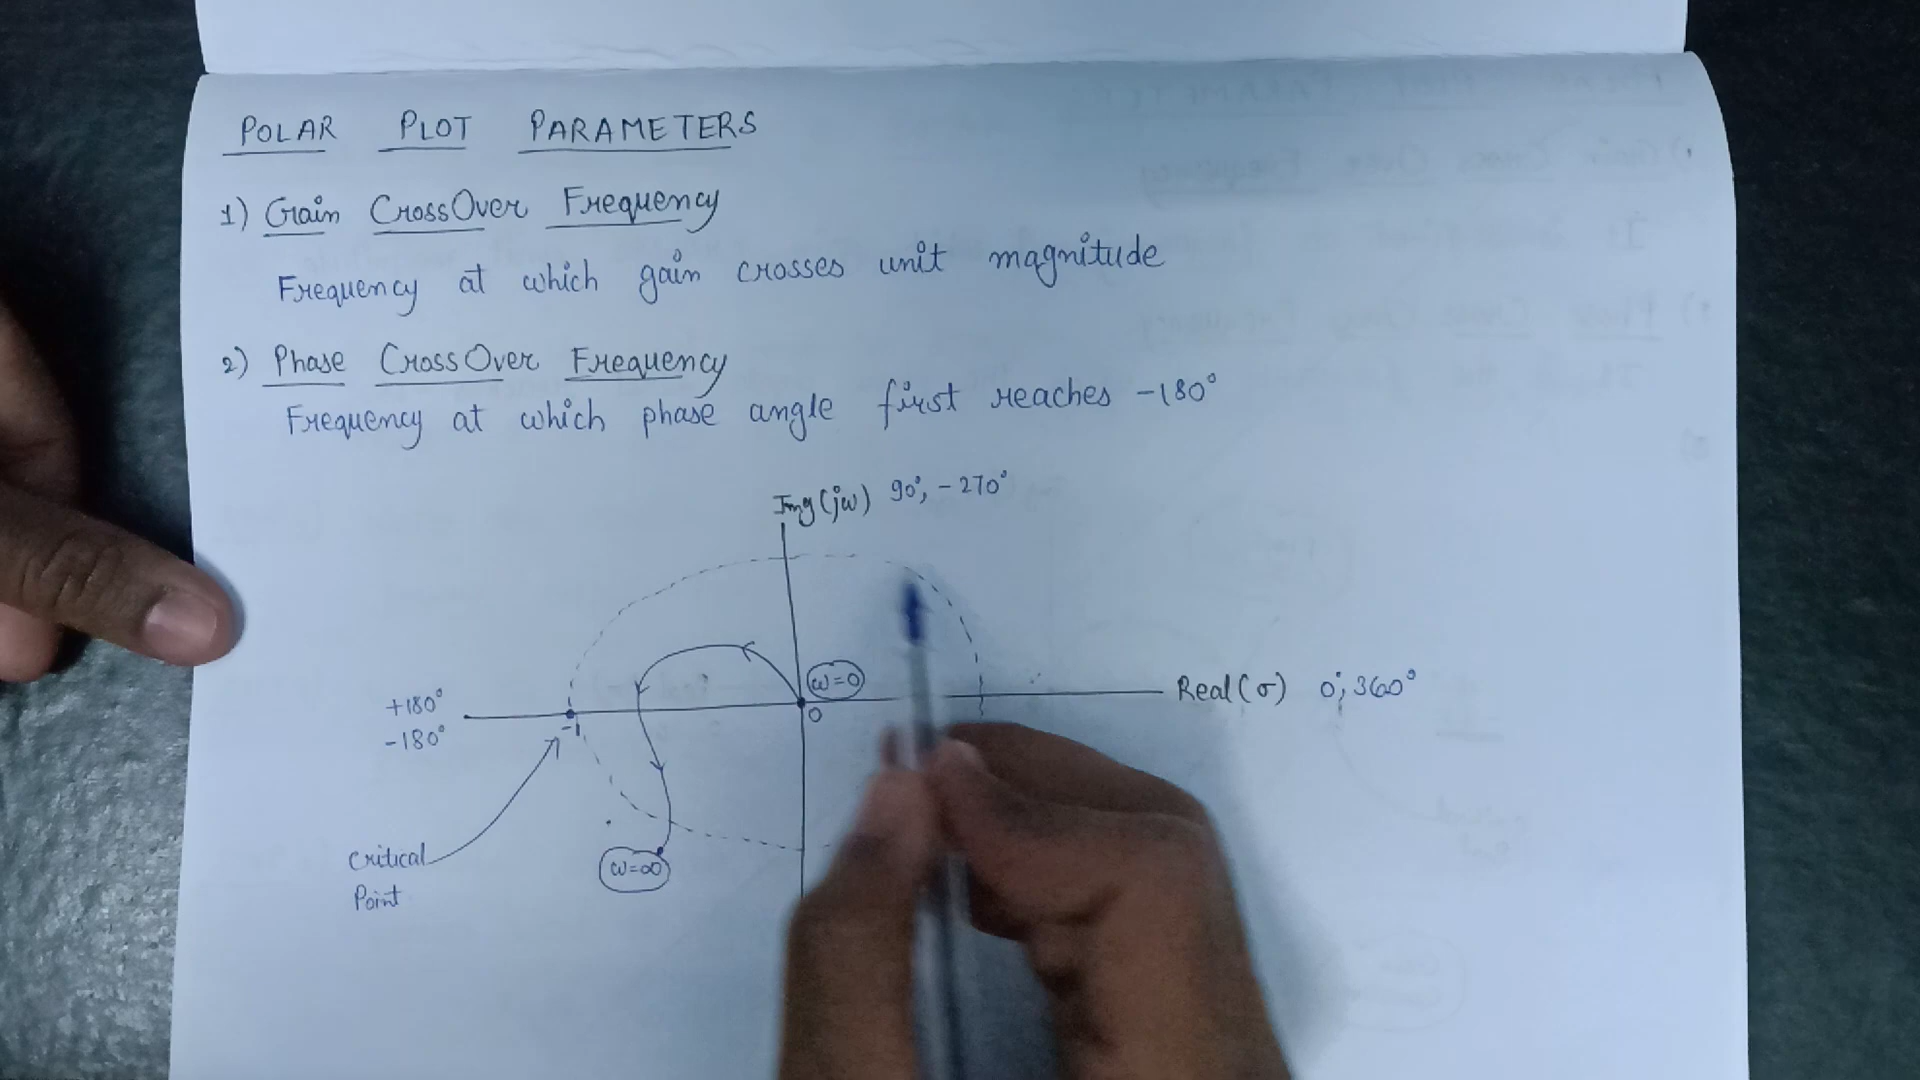 POLAR PLOT PARAMETERS
1) Gain CrossOver Frequency
Frequency at which gain crosses unit magnitude
2) Phase CrossOver Frequency
Frequency at which phase angle first reaches -180°
Img(jω) 90°, -270°
ω=0
+180°
-180°
-1
0
Real(σ) 0°, 360°
Critical
Point
ω=∞